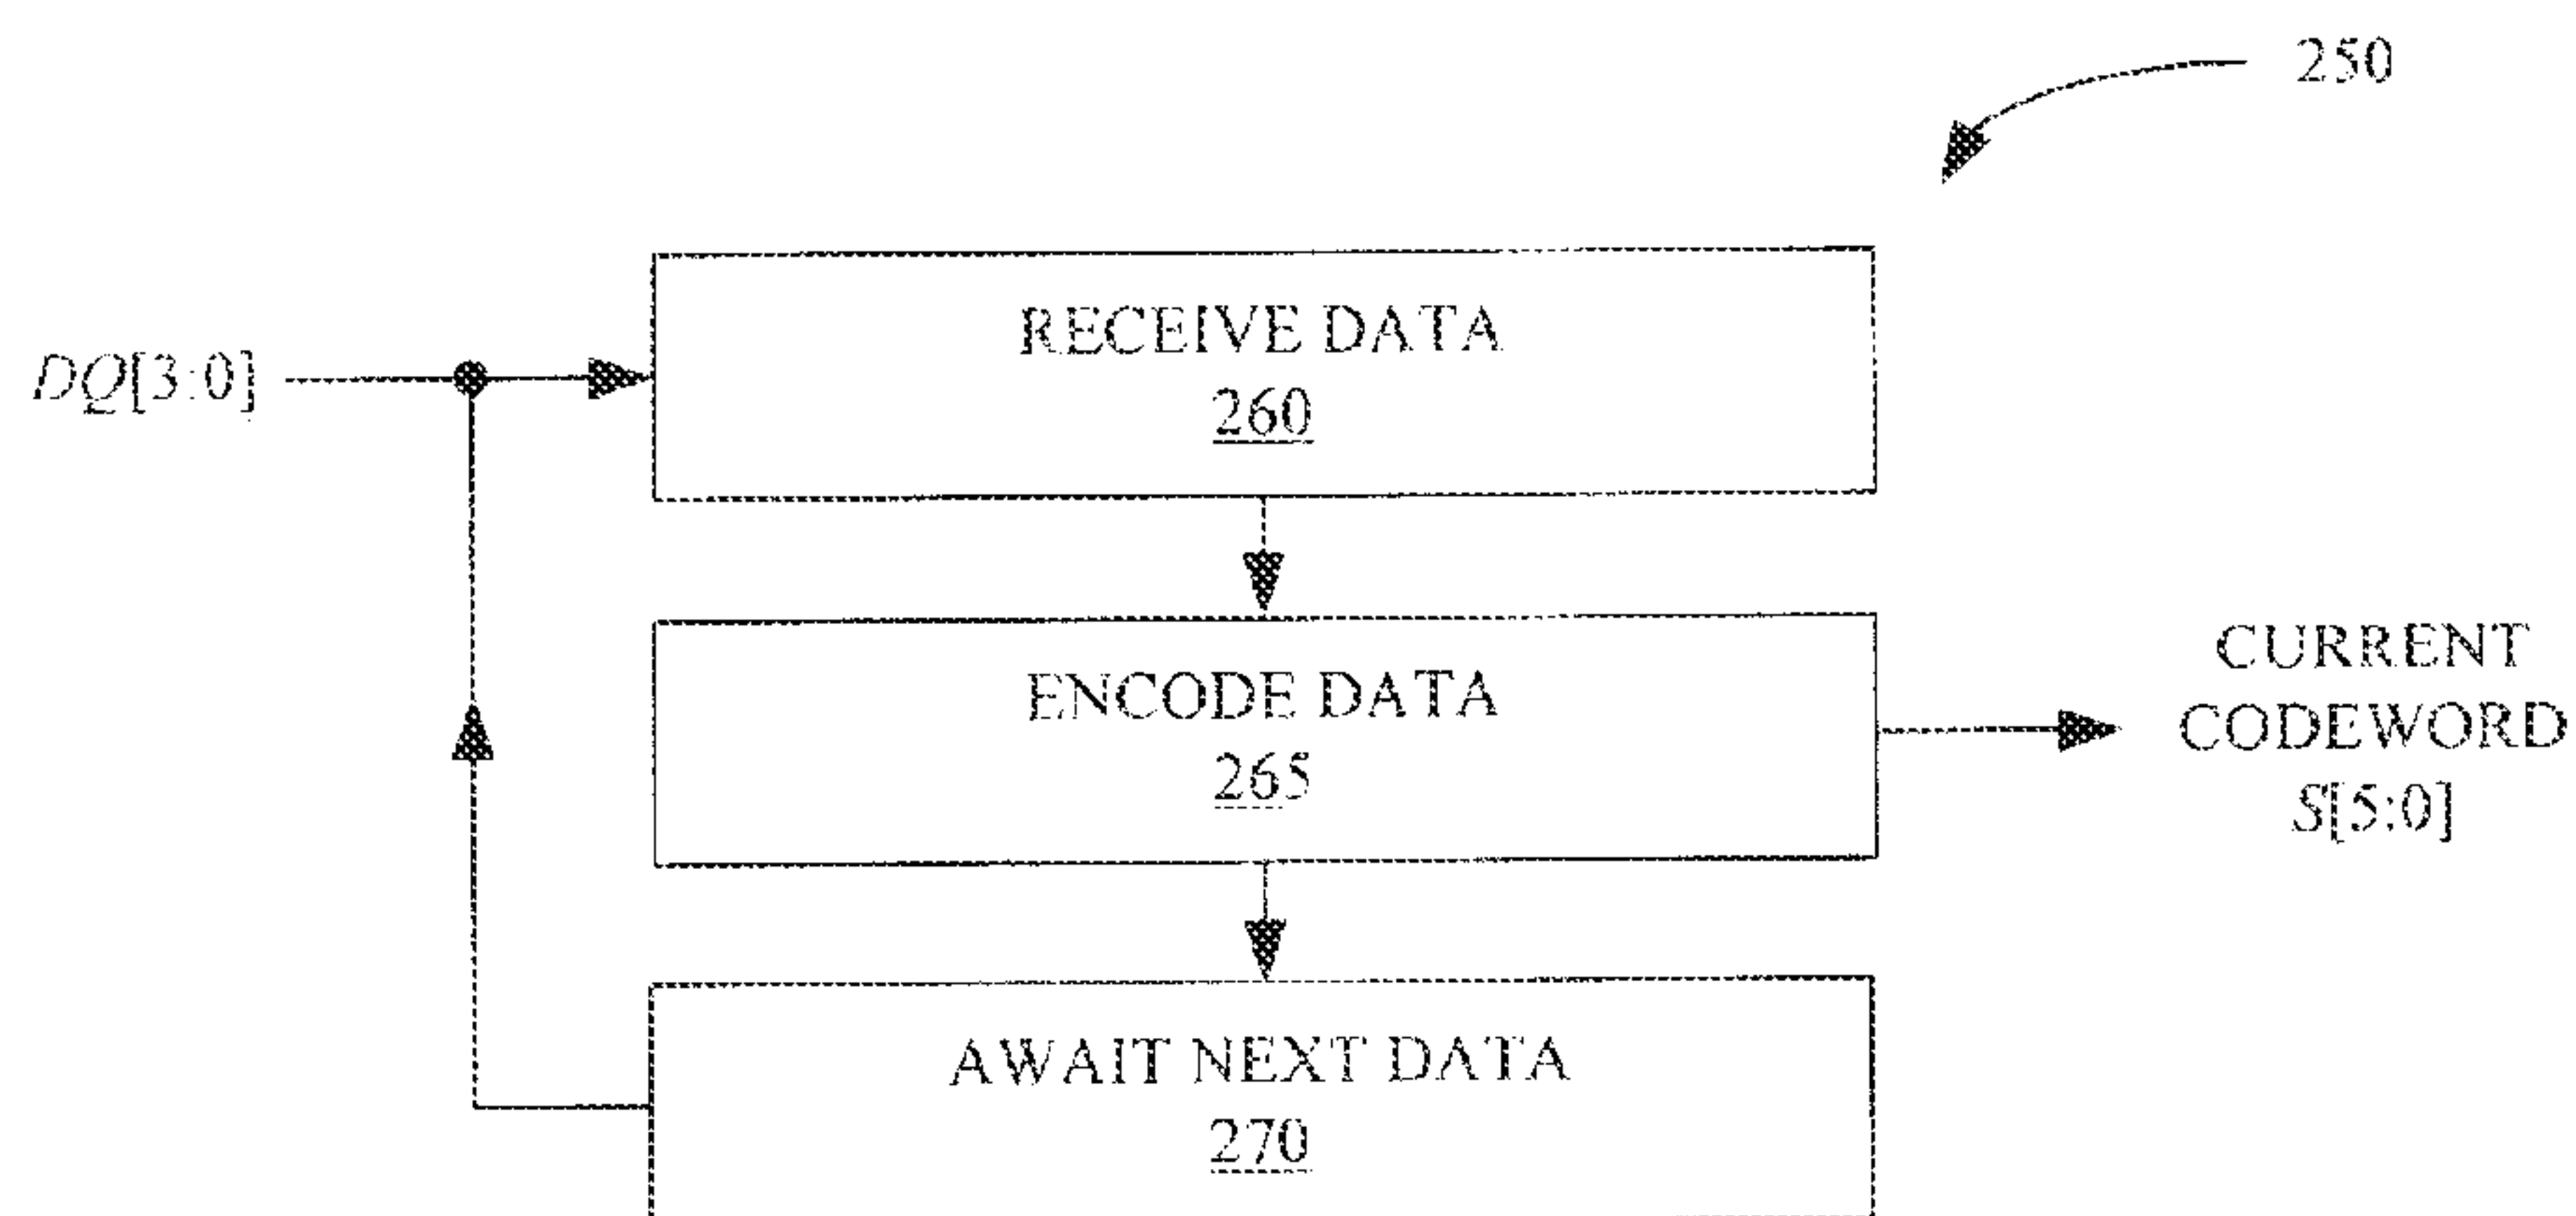 250
RECEIVE DATA
DQ[3:0]
260
ENCODE DATA
265
CURRENT
CODEWORD
S[5:0]
AWAIT NEXT DATA
270